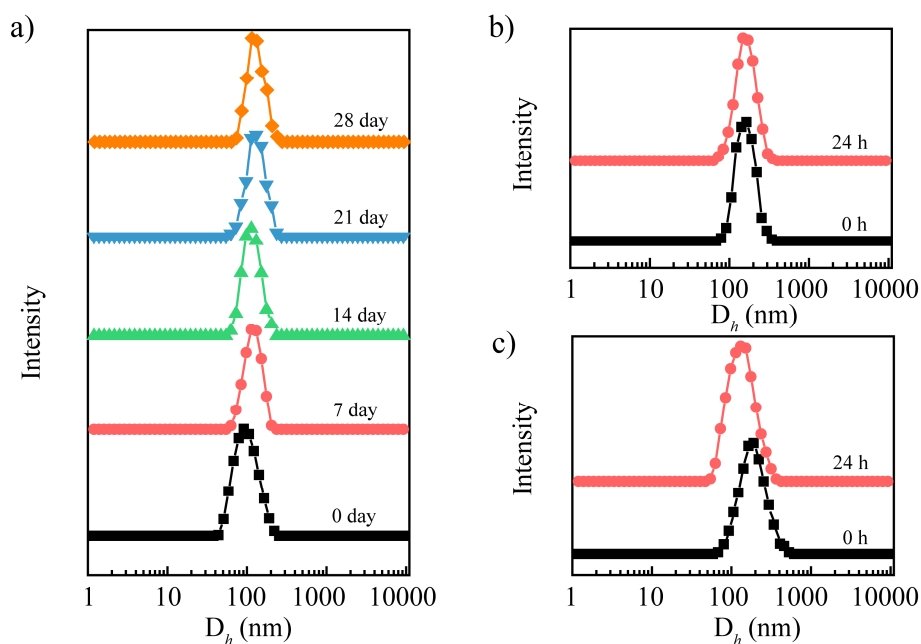 a)
Intensity
28 day
21 day
14 day
7 day
0 day
1 10 100 1000 10000
D_h (nm)
b)
Intensity
24 h
0 h
1 10 100 1000 10000
D_h (nm)
c)
Intensity
24 h
0 h
1 10 100 1000 10000
D_h (nm)